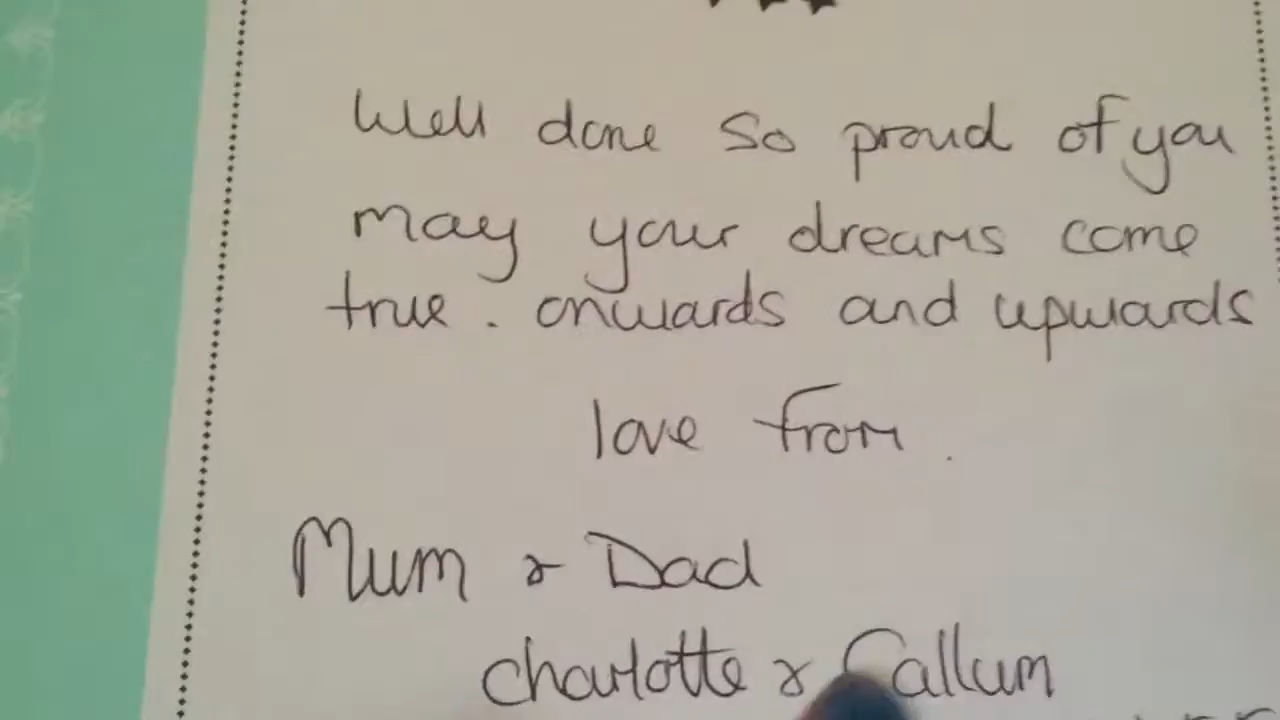 Well done so proud of you
may your dreams come
true. onwards and upwards
love from.
Mum & Dad
Charlotte & Callum